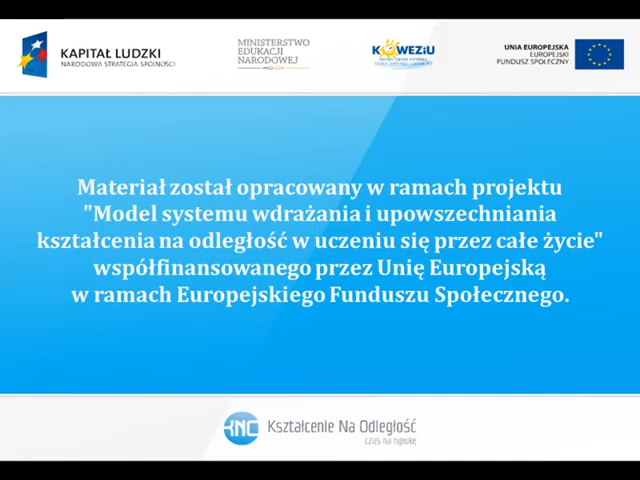 KAPITAŁ LUDZKI
NARODOWA STRATEGIA SPÓJNOŚCI
MINISTERSTWO
EDUKACJI
NARODOWEJ
KOWEZiU
UNIA EUROPEJSKA
EUROPEJSKI
FUNDUSZ SPOŁECZNY
Materiał został opracowany w ramach projektu
"Model systemu wdrażania i upowszechniania
kształcenia na odległość w uczeniu się przez całe życie"
współfinansowanego przez Unię Europejską
w ramach Europejskiego Funduszu Społecznego.
KNO Kształcenie Na Odległość
czas na naukę